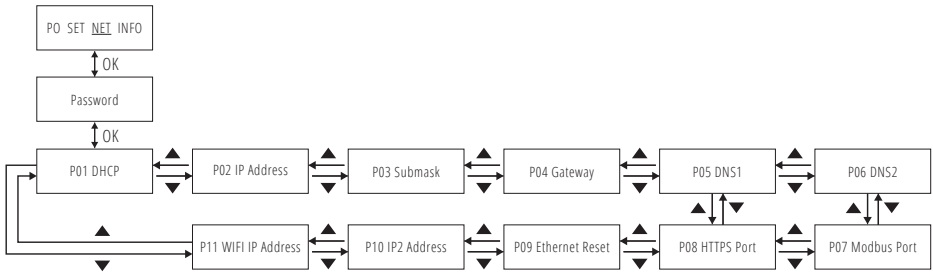 PO SET NET INFO
OK
Password
OK
P01 DHCP
P02 IP Address
P03 Submask
P04 Gateway
P05 DNS1
P06 DNS2
P11 WIFI IP Address
P10 IP2 Address
P09 Ethernet Reset
P08 HTTPS Port
P07 Modbus Port